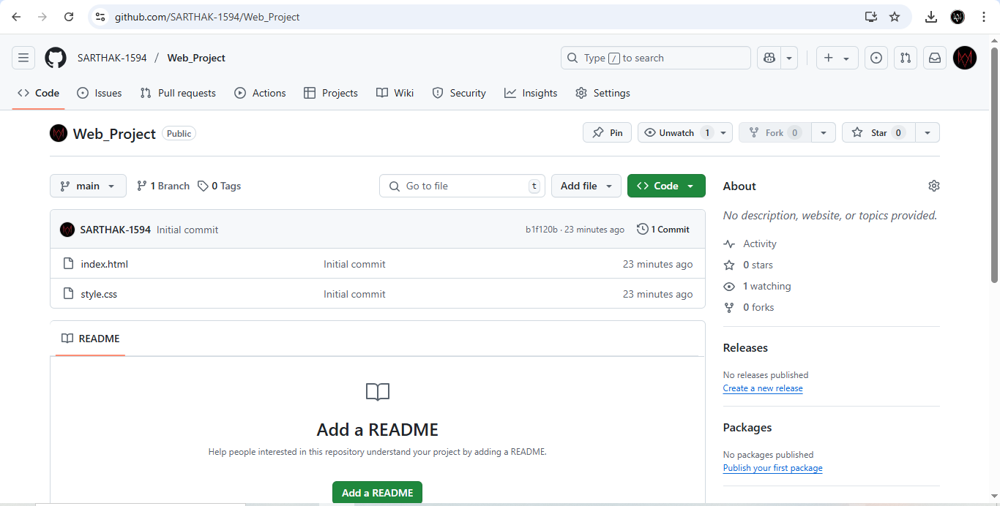 github.com/SARTHAK-1594/Web_Project
SARTHAK-1594 / Web_Project
Type / to search
Code Issues Pull requests Actions Projects Wiki Security Insights Settings
Web_Project Public
Pin Unwatch 1 Fork 0 Star 0
main 1 Branch 0 Tags Go to file t Add file Code
SARTHAK-1594 Initial commit b1f120b · 23 minutes ago 1 Commit
index.html Initial commit 23 minutes ago
style.css Initial commit 23 minutes ago
README
Add a README
Help people interested in this repository understand your project by adding a README.
Add a README
About
No description, website, or topics provided.
Activity
0 stars
1 watching
0 forks
Releases
No releases published
Create a new release
Packages
No packages published
Publish your first package